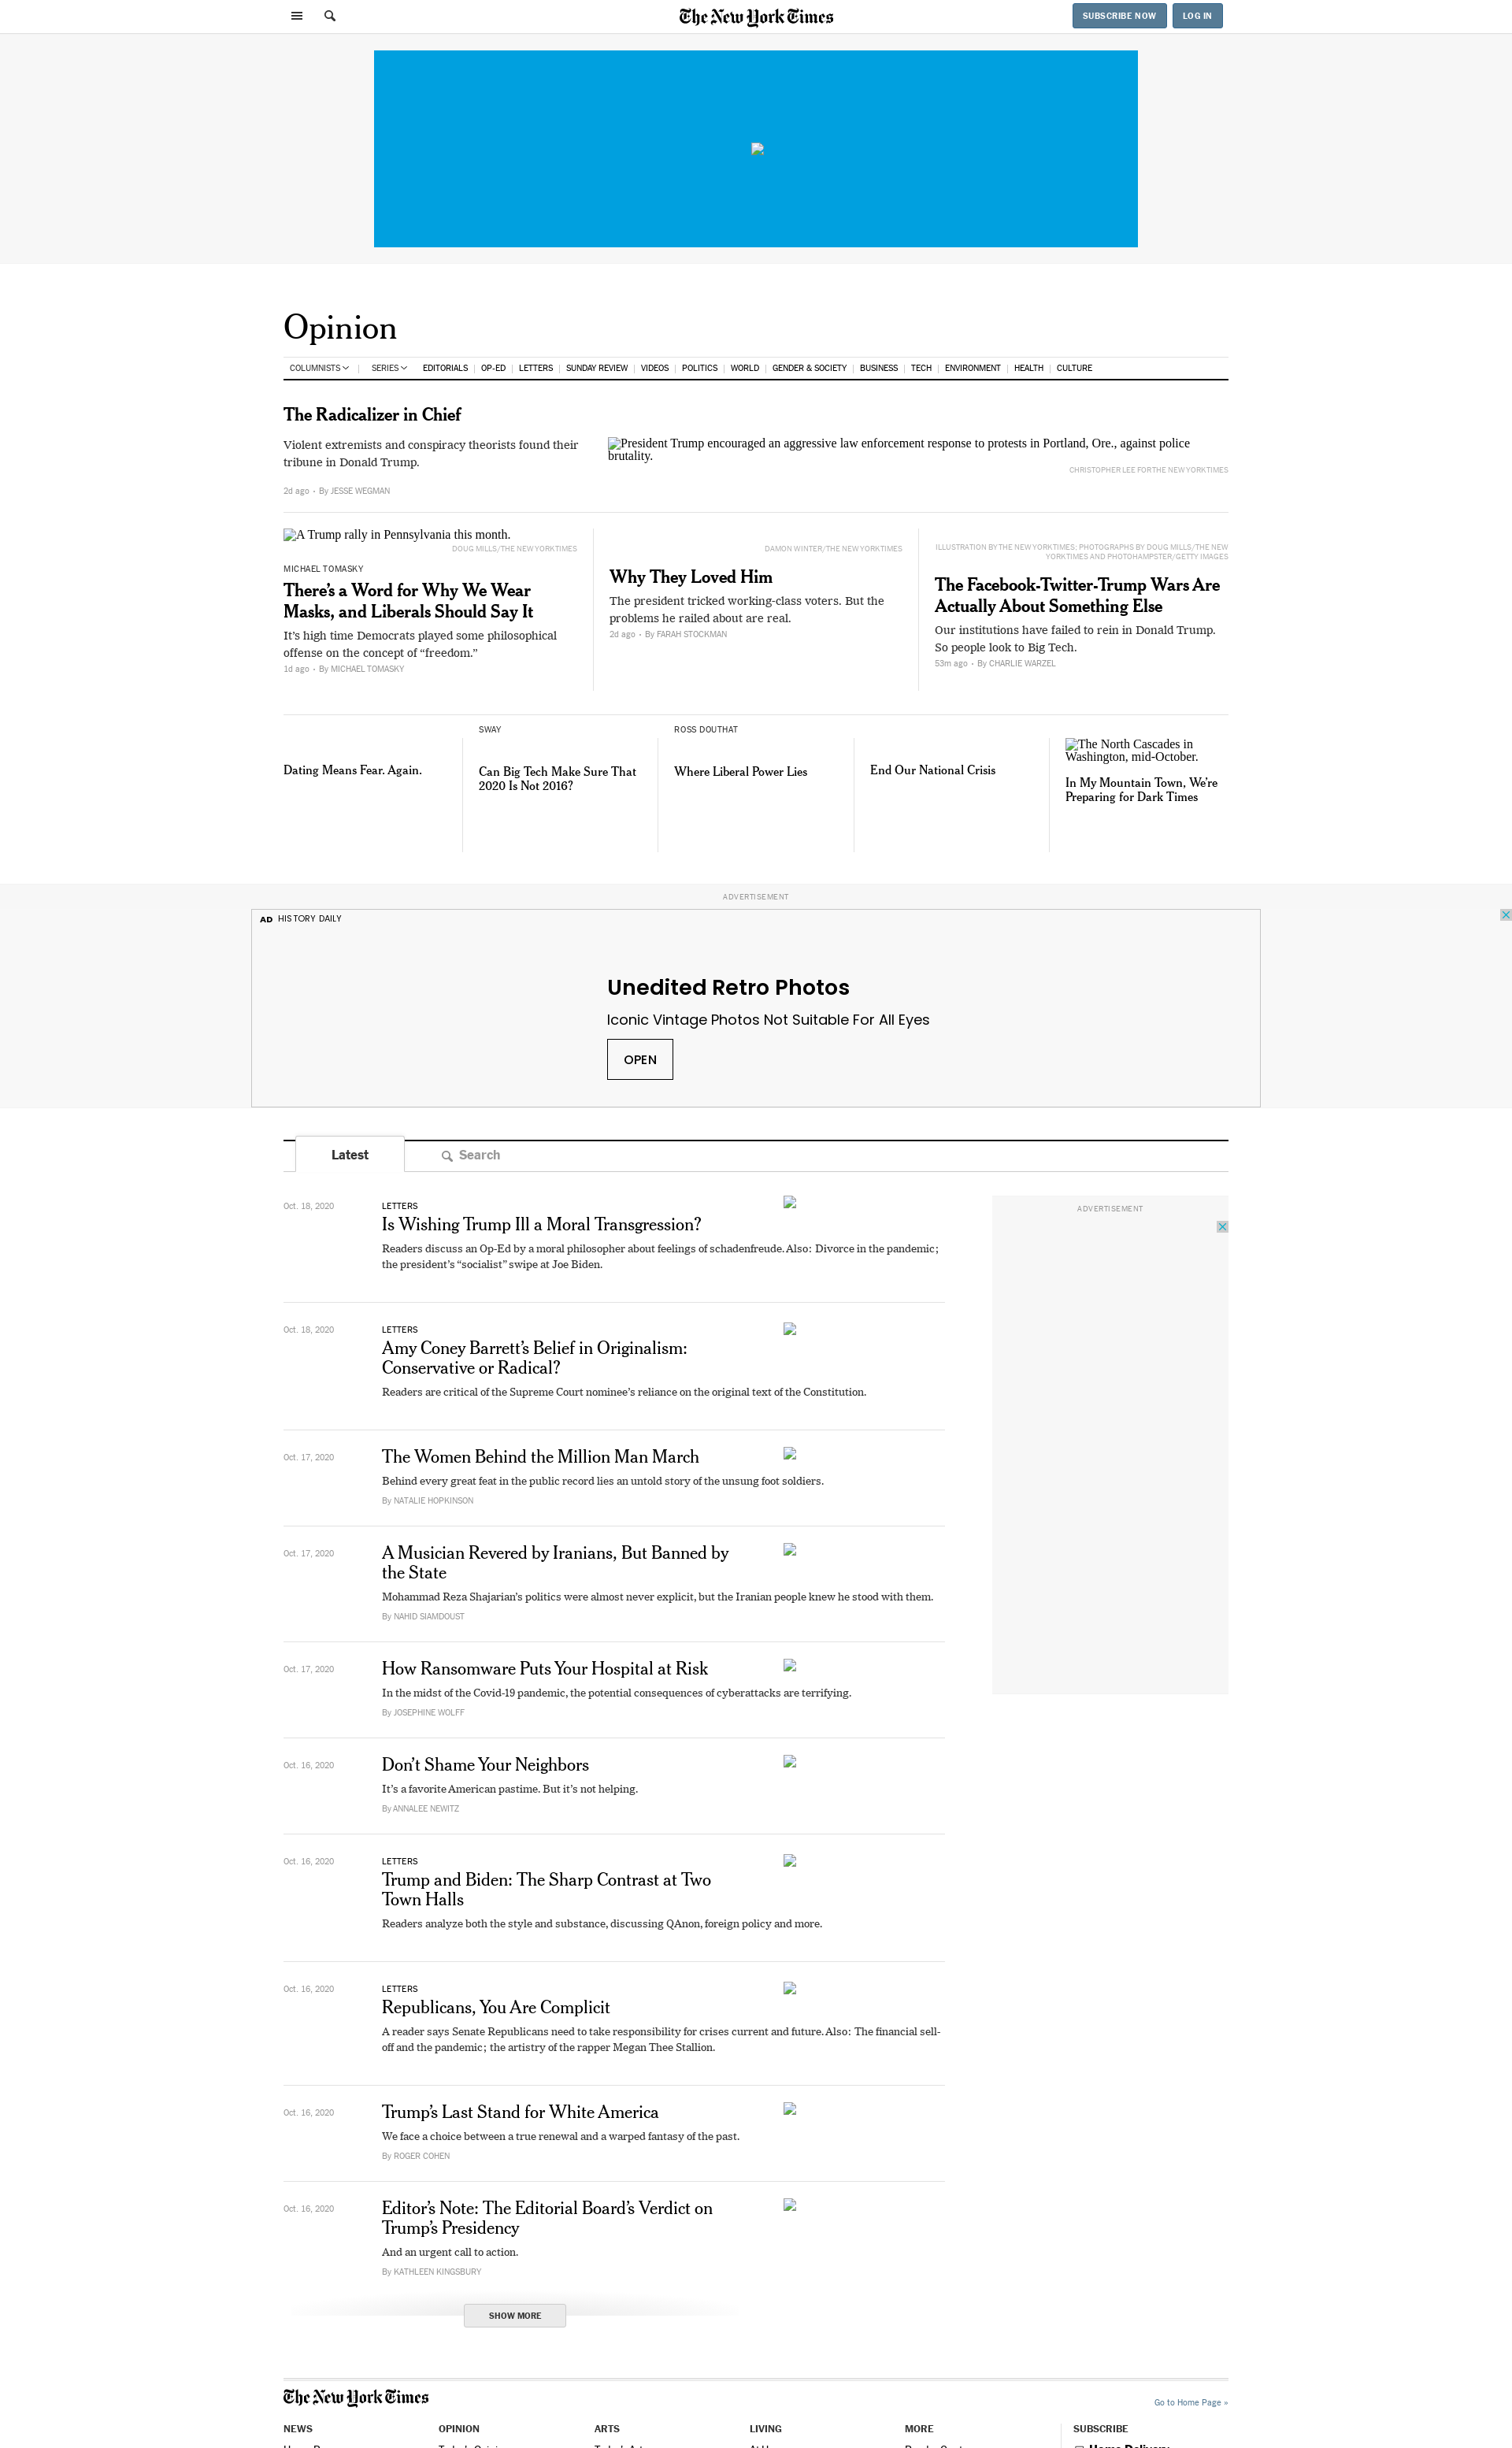 The New York Times
SUBSCRIBE NOW
LOG IN
Opinion
COLUMNISTS
SERIES
EDITORIALS
OP-ED
LETTERS
SUNDAY REVIEW
VIDEOS
POLITICS
WORLD
GENDER & SOCIETY
BUSINESS
TECH
ENVIRONMENT
HEALTH
CULTURE
The Radicalizer in Chief
Violent extremists and conspiracy theorists found their
tribune in Donald Trump.
2d ago • By JESSE WEGMAN
President Trump encouraged an aggressive law enforcement response to protests in Portland, Ore., against police
brutality.
CHRISTOPHER LEE FOR THE NEW YORK TIMES
A Trump rally in Pennsylvania this month.
DOUG MILLS/THE NEW YORK TIMES
MICHAEL TOMASKY
There’s a Word for Why We Wear
Masks, and Liberals Should Say It
It’s high time Democrats played some philosophical
offense on the concept of “freedom.”
1d ago • By MICHAEL TOMASKY
DAMON WINTER/THE NEW YORK TIMES
Why They Loved Him
The president tricked working-class voters. But the
problems he railed about are real.
2d ago • By FARAH STOCKMAN
ILLUSTRATION BY THE NEW YORK TIMES; PHOTOGRAPHS BY DOUG MILLS/THE NEW
YORK TIMES AND PHOTOHAMPSTER/GETTY IMAGES
The Facebook-Twitter-Trump Wars Are
Actually About Something Else
Our institutions have failed to rein in Donald Trump.
So people look to Big Tech.
53m ago • By CHARLIE WARZEL
Dating Means Fear. Again.
SWAY
Can Big Tech Make Sure That
2020 Is Not 2016?
ROSS DOUTHAT
Where Liberal Power Lies
End Our National Crisis
The North Cascades in
Washington, mid-October.
In My Mountain Town, We’re
Preparing for Dark Times
ADVERTISEMENT
AD HISTORY DAILY
Unedited Retro Photos
Iconic Vintage Photos Not Suitable For All Eyes
OPEN
Latest
Search
Oct. 18, 2020
LETTERS
Is Wishing Trump Ill a Moral Transgression?
Readers discuss an Op-Ed by a moral philosopher about feelings of schadenfreude. Also: Divorce in the pandemic;
the president’s “socialist” swipe at Joe Biden.
ADVERTISEMENT
Oct. 18, 2020
LETTERS
Amy Coney Barrett’s Belief in Originalism:
Conservative or Radical?
Readers are critical of the Supreme Court nominee’s reliance on the original text of the Constitution.
Oct. 17, 2020
The Women Behind the Million Man March
Behind every great feat in the public record lies an untold story of the unsung foot soldiers.
By NATALIE HOPKINSON
Oct. 17, 2020
A Musician Revered by Iranians, But Banned by
the State
Mohammad Reza Shajarian’s politics were almost never explicit, but the Iranian people knew he stood with them.
By NAHID SIAMDOUST
Oct. 17, 2020
How Ransomware Puts Your Hospital at Risk
In the midst of the Covid-19 pandemic, the potential consequences of cyberattacks are terrifying.
By JOSEPHINE WOLFF
Oct. 16, 2020
Don’t Shame Your Neighbors
It’s a favorite American pastime. But it’s not helping.
By ANNALEE NEWITZ
Oct. 16, 2020
LETTERS
Trump and Biden: The Sharp Contrast at Two
Town Halls
Readers analyze both the style and substance, discussing QAnon, foreign policy and more.
Oct. 16, 2020
LETTERS
Republicans, You Are Complicit
A reader says Senate Republicans need to take responsibility for crises current and future. Also: The financial sell-
off and the pandemic; the artistry of the rapper Megan Thee Stallion.
Oct. 16, 2020
Trump’s Last Stand for White America
We face a choice between a true renewal and a warped fantasy of the past.
By ROGER COHEN
Oct. 16, 2020
Editor’s Note: The Editorial Board’s Verdict on
Trump’s Presidency
And an urgent call to action.
By KATHLEEN KINGSBURY
SHOW MORE
The New York Times
Go to Home Page »
NEWS
OPINION
ARTS
LIVING
MORE
SUBSCRIBE
Home Delivery